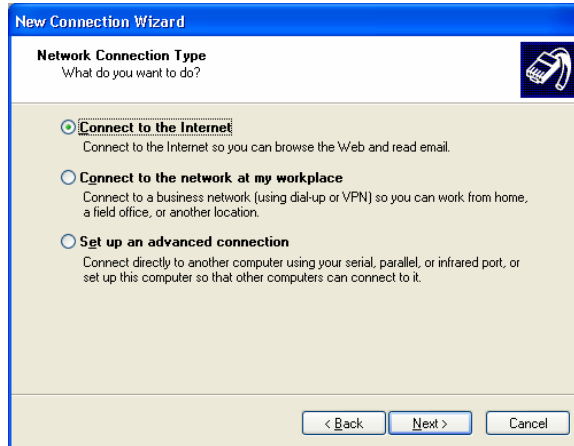 New Connection Wizard
Network Connection Type
What do you want to do?
Connect to the Internet
Connect to the Internet so you can browse the Web and read email.
Connect to the network at my workplace
Connect to a business network (using dial-up or VPN) so you can work from home,
a field office, or another location.
Set up an advanced connection
Connect directly to another computer using your serial, parallel, or infrared port, or
set up this computer so that other computers can connect to it.
< Back Next > Cancel